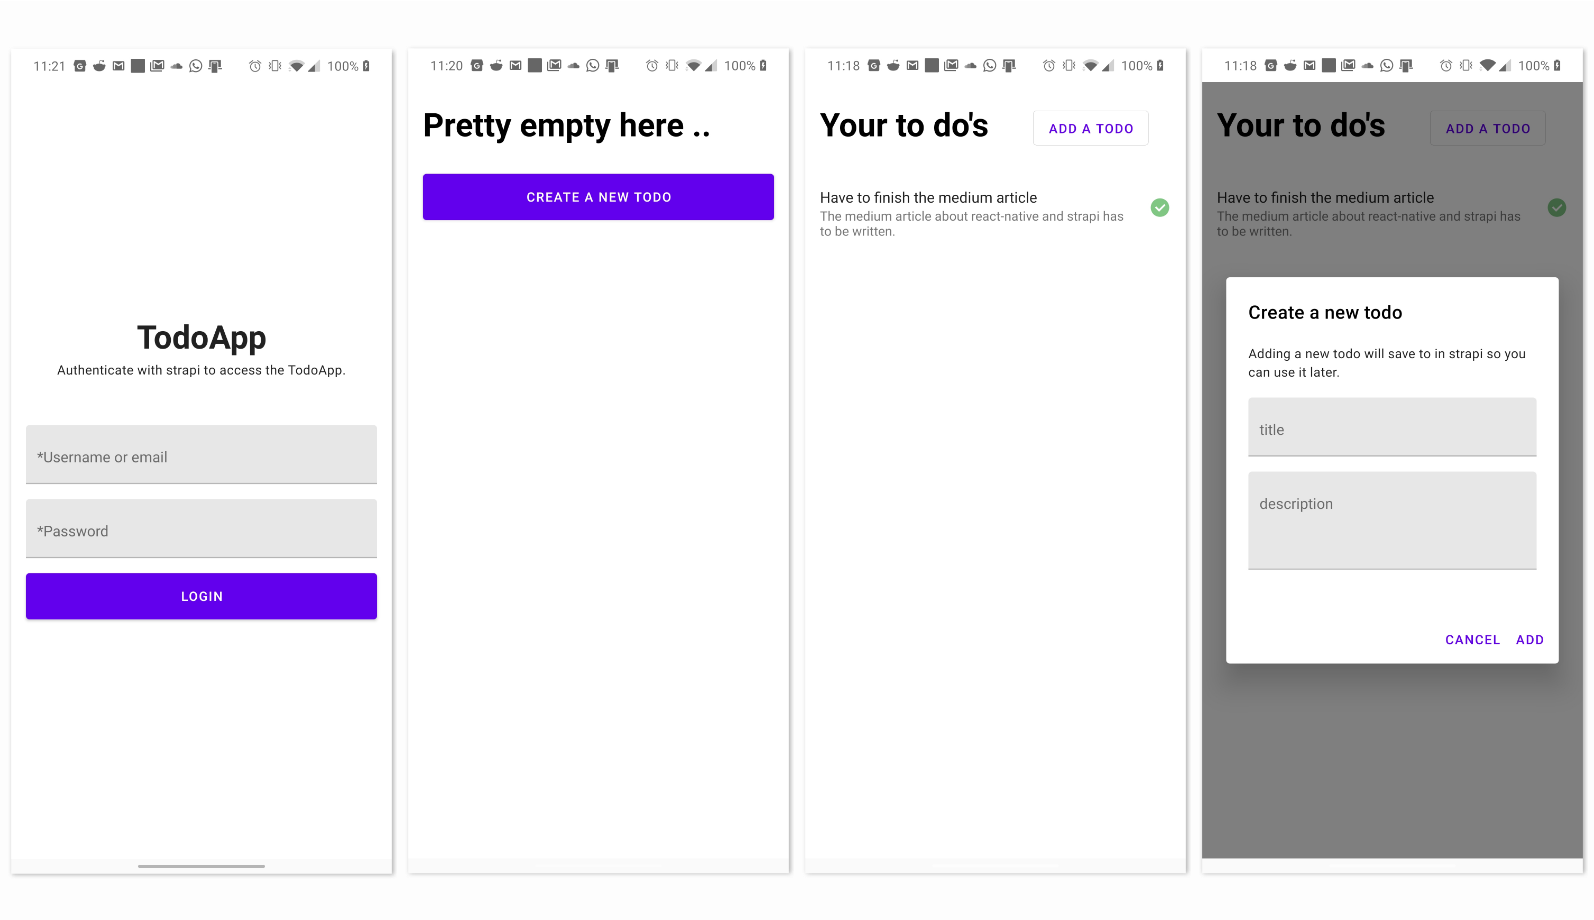 11:21 100%
TodoApp
Authenticate with strapi to access the TodoApp.
*Username or email
*Password
LOGIN
11:20 100%
Pretty empty here ..
CREATE A NEW TODO
11:18 100%
Your to do's
ADD A TODO
Have to finish the medium article
The medium article about react-native and strapi has
to be written.
11:18 100%
Your to do's
ADD A TODO
Have to finish the medium article
The medium article about react-native and strapi has
to be written.
Create a new todo
Adding a new todo will save to in strapi so you
can use it later.
title
description
CANCEL ADD